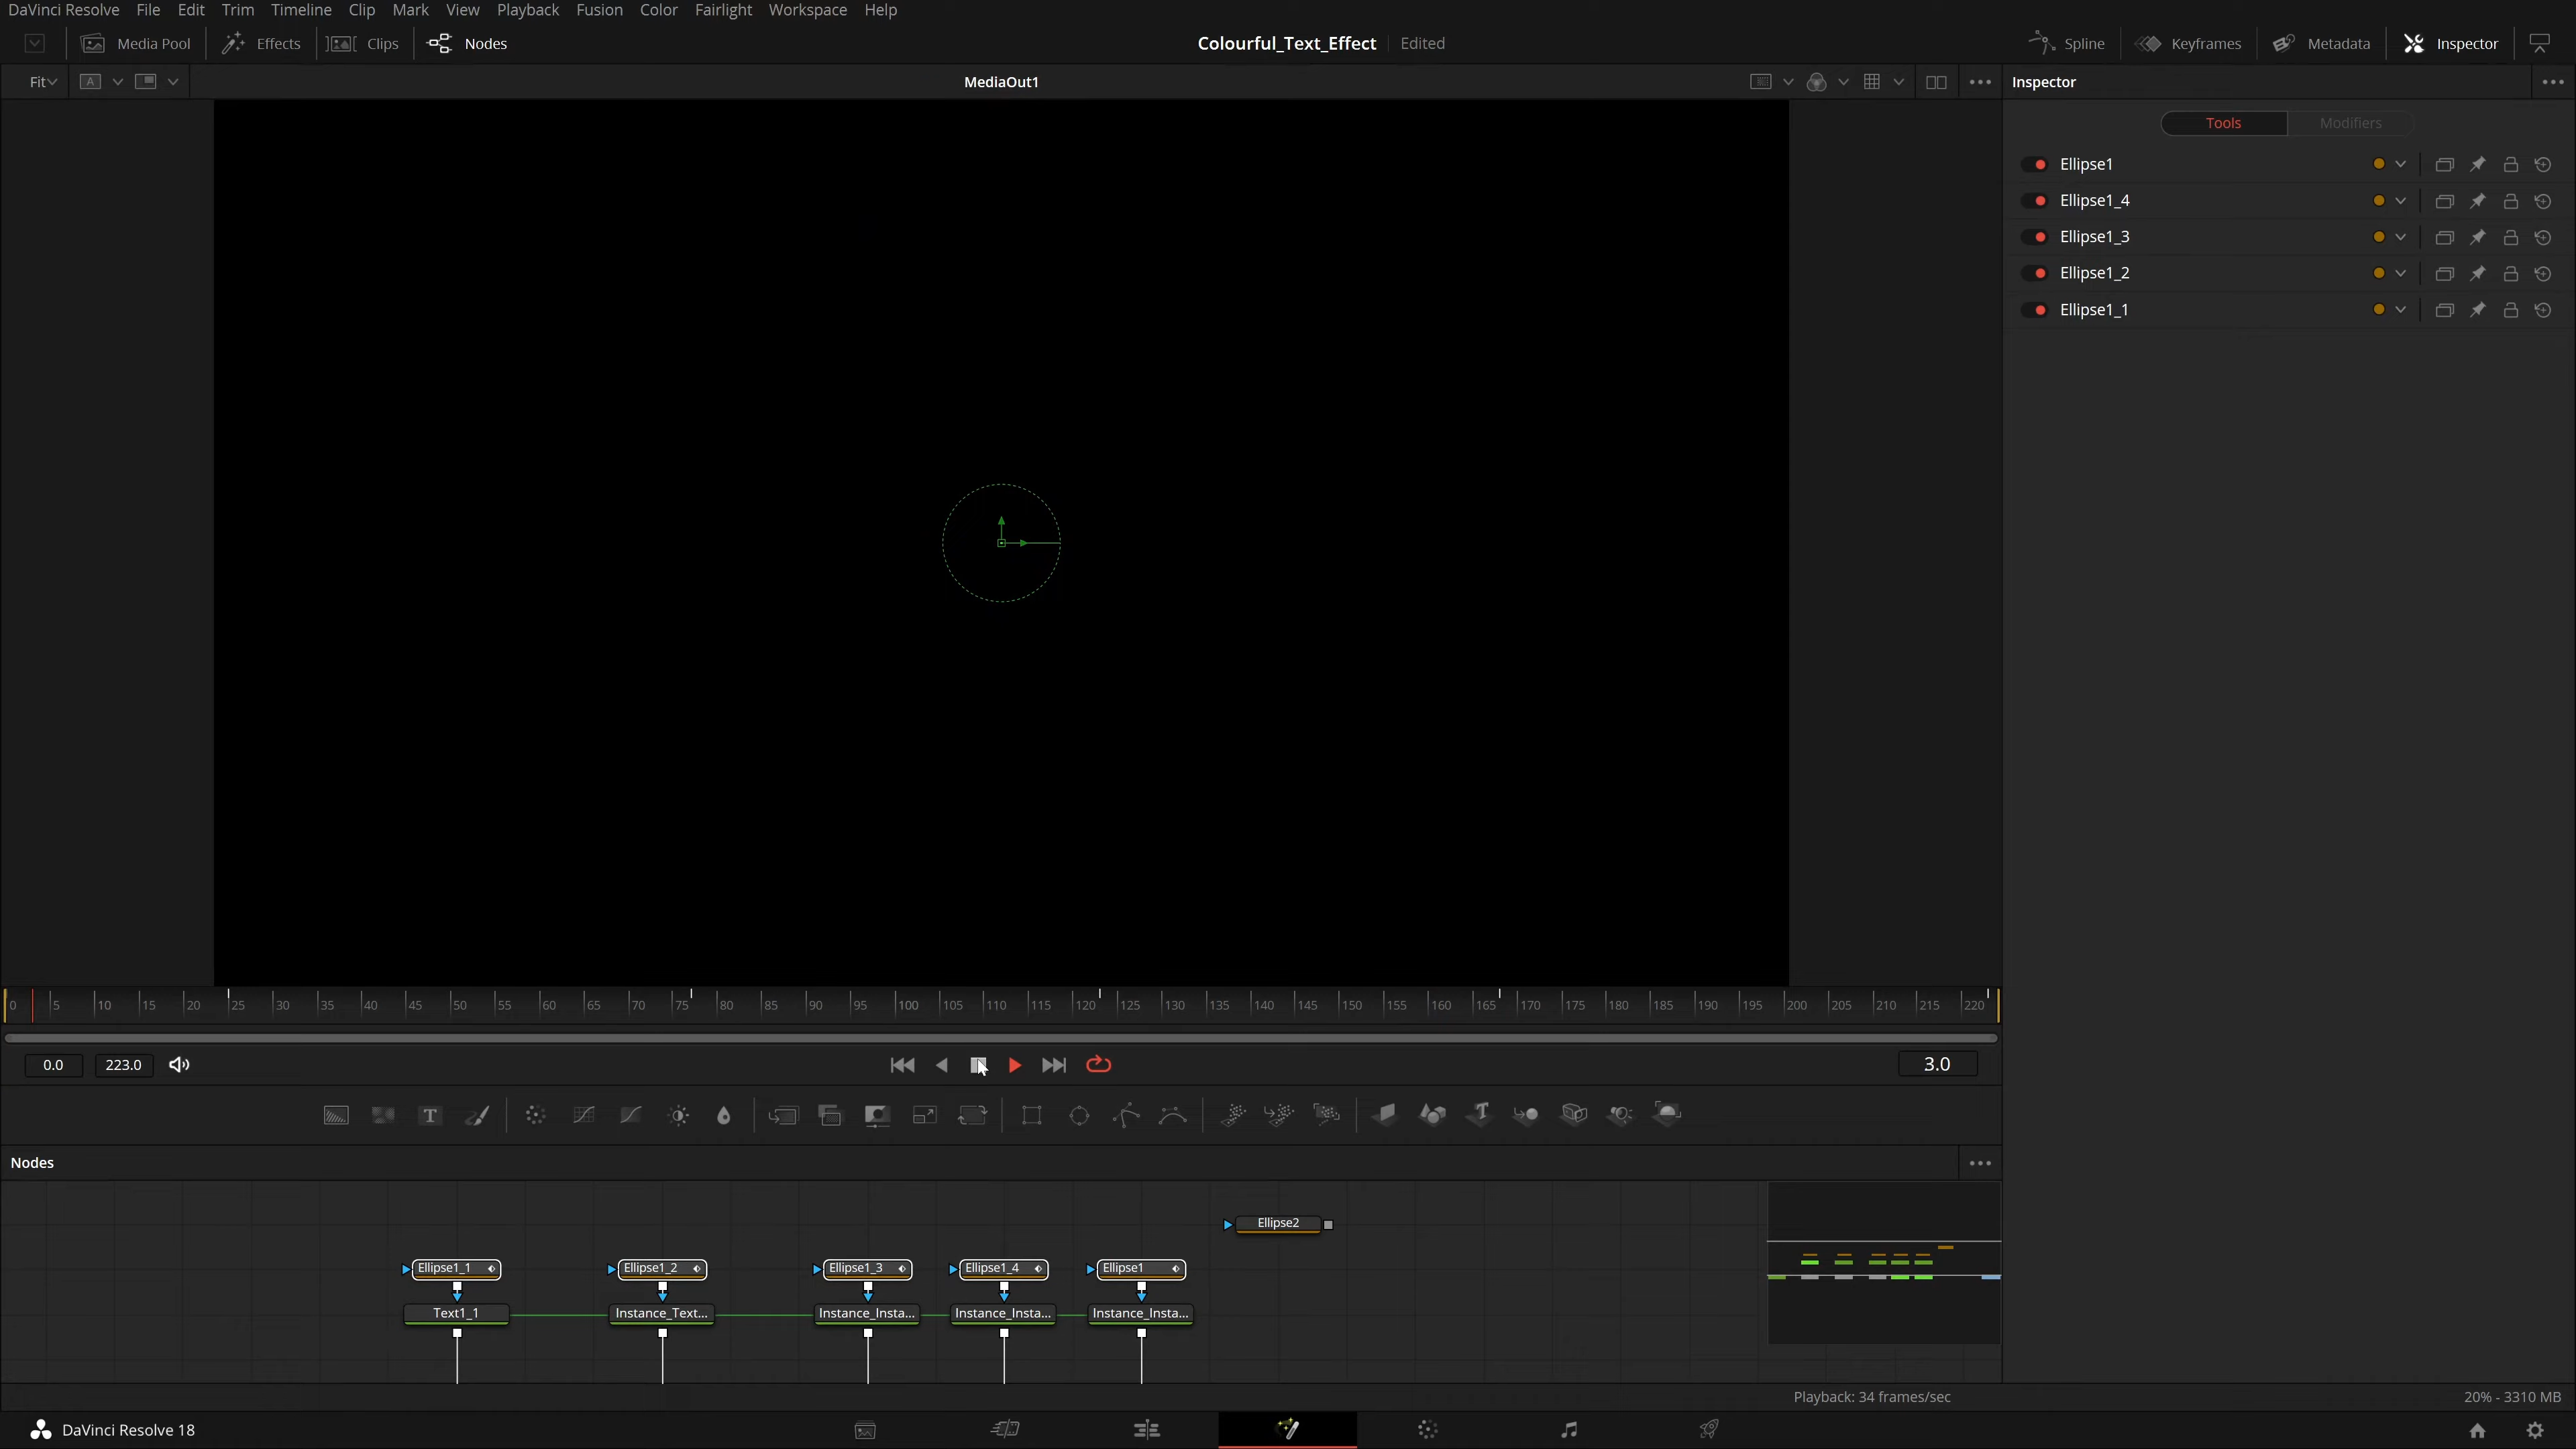 DaVinci Resolve File Edit Trim Timeline Clip Mark View Playback Fusion Color Fairlight Workspace Help
Media Pool Effects Clips Nodes Colourful_Text_Effect Edited Spline Keyframes Metadata Inspector
Fit A MediaOut1 Inspector
Tools Modifiers
Ellipse1
Ellipse1_4
Ellipse1_3
Ellipse1_2
Ellipse1_1
0 5 10 15 20 25 30 35 40 45 50 55 60 65 70 75 80 85 90 95 100 105 110 115 120 125 130 135 140 145 150 155 160 165 170 175 180 185 190 195 200 205 210 215 220
0.0 223.0 3.0
T T
Nodes
Ellipse2
Ellipse1_1 Ellipse1_2 Ellipse1_3 Ellipse1_4 Ellipse1
Text1_1 Instance_Text... Instance_Insta... Instance_Insta... Instance_Insta...
Playback: 34 frames/sec 20% - 3310 MB
DaVinci Resolve 18